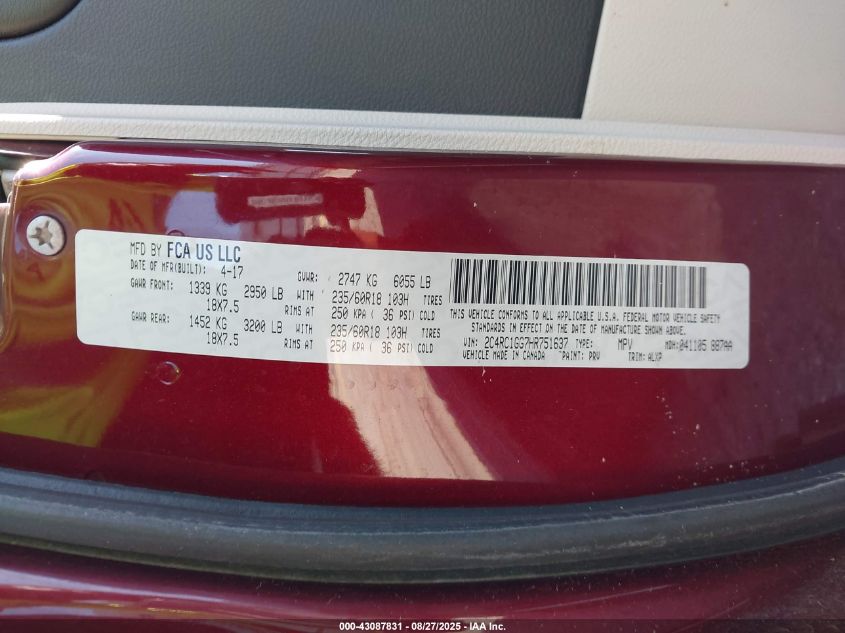 MFD BY FCA US LLC
DATE OF MFR(BUILT): 4-17 GVWR: 2747 KG 6055 LB
GAWR FRONT: 1339 KG 2950 LB WITH 235/60R18 103H TIRES
18X7.5 RIMS AT 250 KPA ( 36 PSI) COLD
GAWR REAR: 1452 KG 3200 LB WITH 235/60R18 103H TIRES
18X7.5 RIMS AT 250 KPA ( 36 PSI) COLD
THIS VEHICLE CONFORMS TO ALL APPLICABLE U.S.A. FEDERAL MOTOR VEHICLE SAFETY
STANDARDS IN EFFECT ON THE DATE OF MANUFACTURE SHOWN ABOVE.
VIN: 2C4RC1GG7HR751637 TYPE: MPV MDH: 041105 887AA
VEHICLE MADE IN CANADA PAINT: PRV TRIM: ALXP
000-43087831 - 08/27/2025 - IAA Inc.